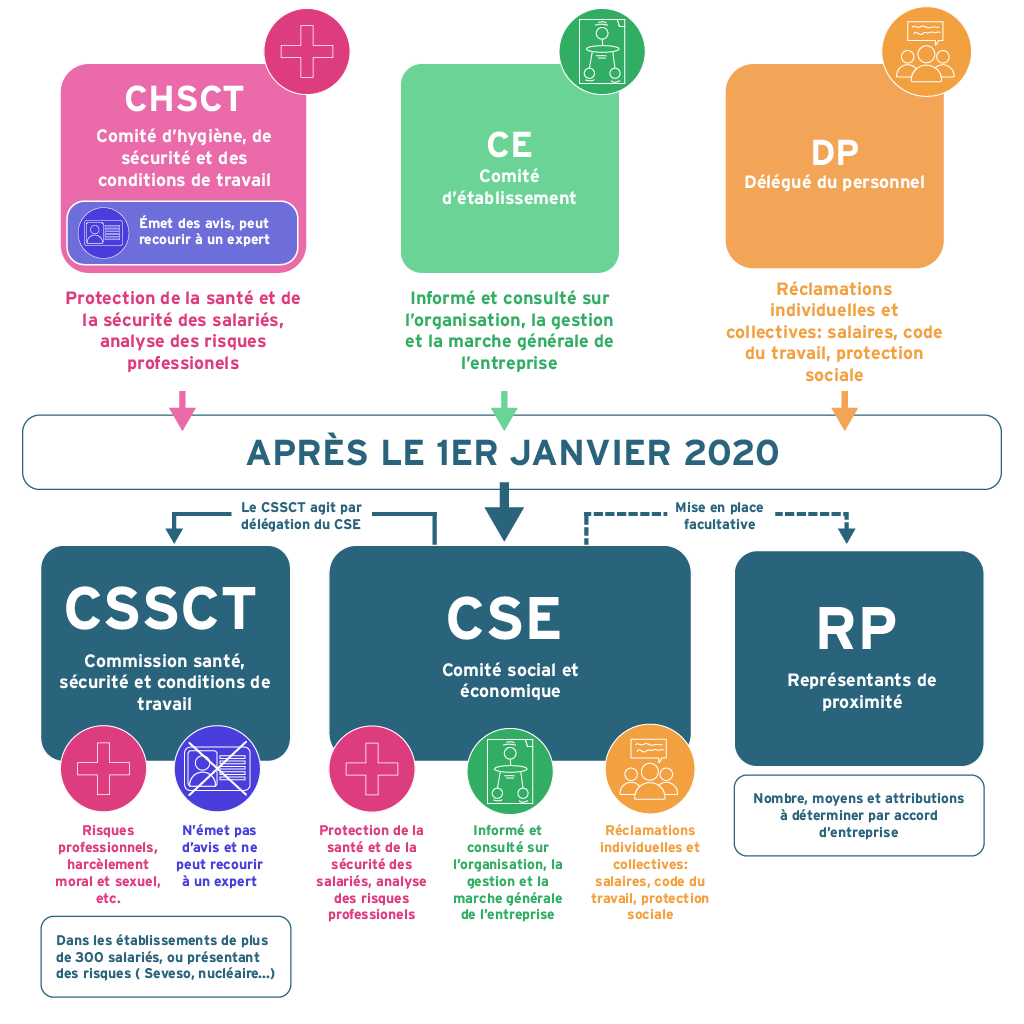 CHSCT
Comité d'hygiène, de
sécurité et des
conditions de travail
Émet des avis, peut
recourir à un expert
Protection de la santé et de
la sécurité des salariés,
analyse des risques
professionels
CE
Comité
d'établissement
Informé et consulté sur
l'organisation, la gestion
et la marche générale de
l'entreprise
DP
Délégué du personnel
Réclamations
individuelles et
collectives: salaires, code
du travail, protection
sociale
APRÈS LE 1ER JANVIER 2020
Le CSSCT agit par
délégation du CSE
Mise en place
facultative
CSSCT
Commission santé,
sécurité et conditions de
travail
Risques
professionnels,
harcèlement
moral et sexuel,
etc.
N'émet pas
d'avis et ne
peut recourir
à un expert
Dans les établissements de plus
de 300 salariés, ou présentant
des risques ( Seveso, nucléaire...)
CSE
Comité social et
économique
Protection de la
santé et de la
sécurité des
salariés, analyse
des risques
professionels
Informé et
consulté sur
l'organisation, la
gestion et la
marche générale
de l'entreprise
Réclamations
individuelles et
collectives:
salaires, code du
travail, protection
sociale
RP
Représentants de
proximité
Nombre, moyens et attributions
à déterminer par accord
d'entreprise